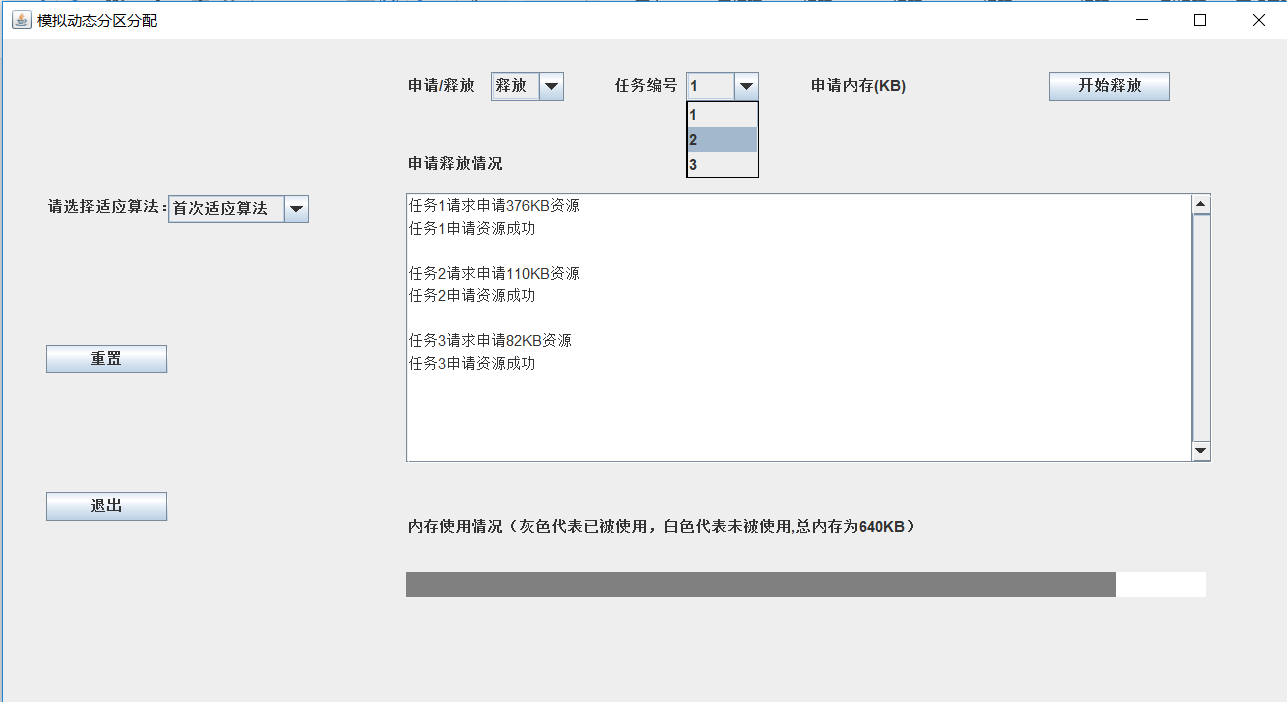 模拟动态分区分配
申请/释放 释放 任务编号 1 申请内存(KB) 开始释放
1
2
3
申请释放情况
请选择适应算法: 首次适应算法
任务1请求申请376KB资源
任务1申请资源成功
任务2请求申请110KB资源
任务2申请资源成功
任务3请求申请82KB资源
任务3申请资源成功
重置
退出
内存使用情况（灰色代表已被使用，白色代表未被使用,总内存为640KB）